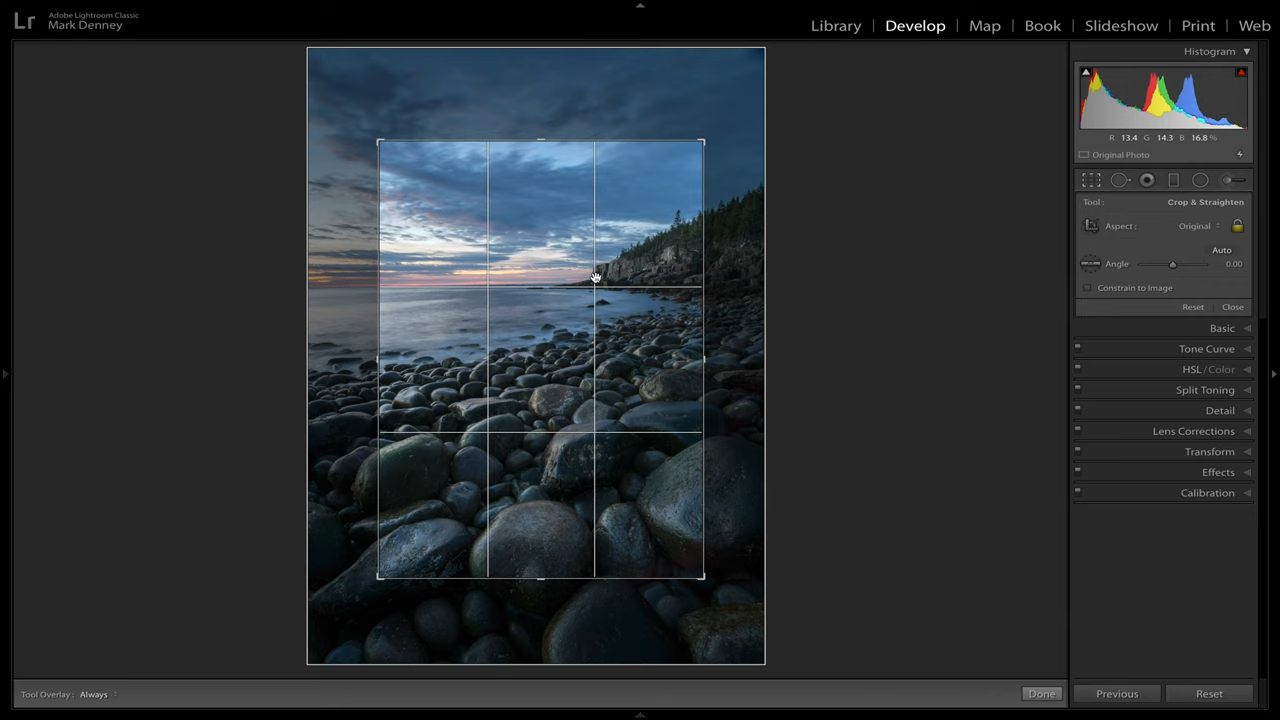 Lr
Adobe Lightroom Classic
Mark Denney
Library | Develop | Map | Book | Slideshow | Print | Web
Histogram
R 13.4 G 14.3 B 16.8 %
Original Photo
Tool : Crop & Straighten
Aspect : Original
Auto
Angle 0.00
Constrain to Image
Reset Close
Basic
Tone Curve
HSL / Color
Split Toning
Detail
Lens Corrections
Transform
Effects
Calibration
Tool Overlay : Always Done Previous Reset